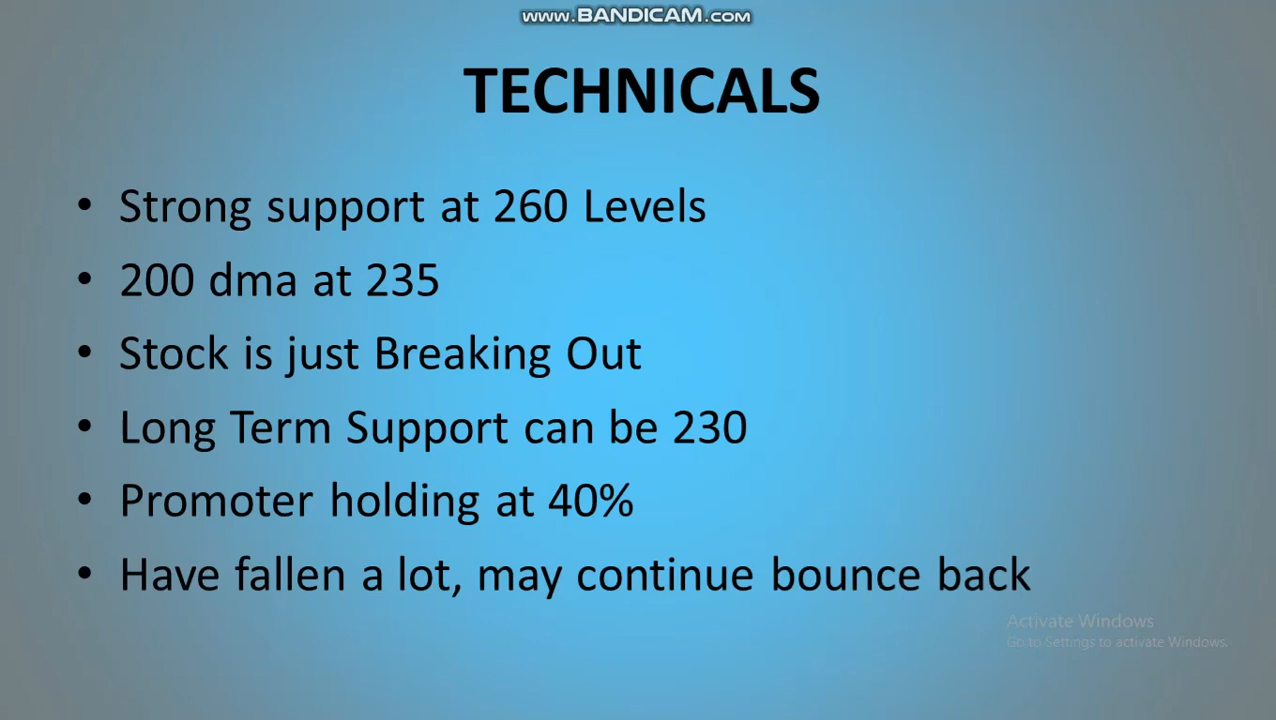 www.BANDICAM.com
TECHNICALS
• Strong support at 260 Levels
• 200 dma at 235
• Stock is just Breaking Out
• Long Term Support can be 230
• Promoter holding at 40%
• Have fallen a lot, may continue bounce back
Activate Windows
Go to Settings to activate Windows.